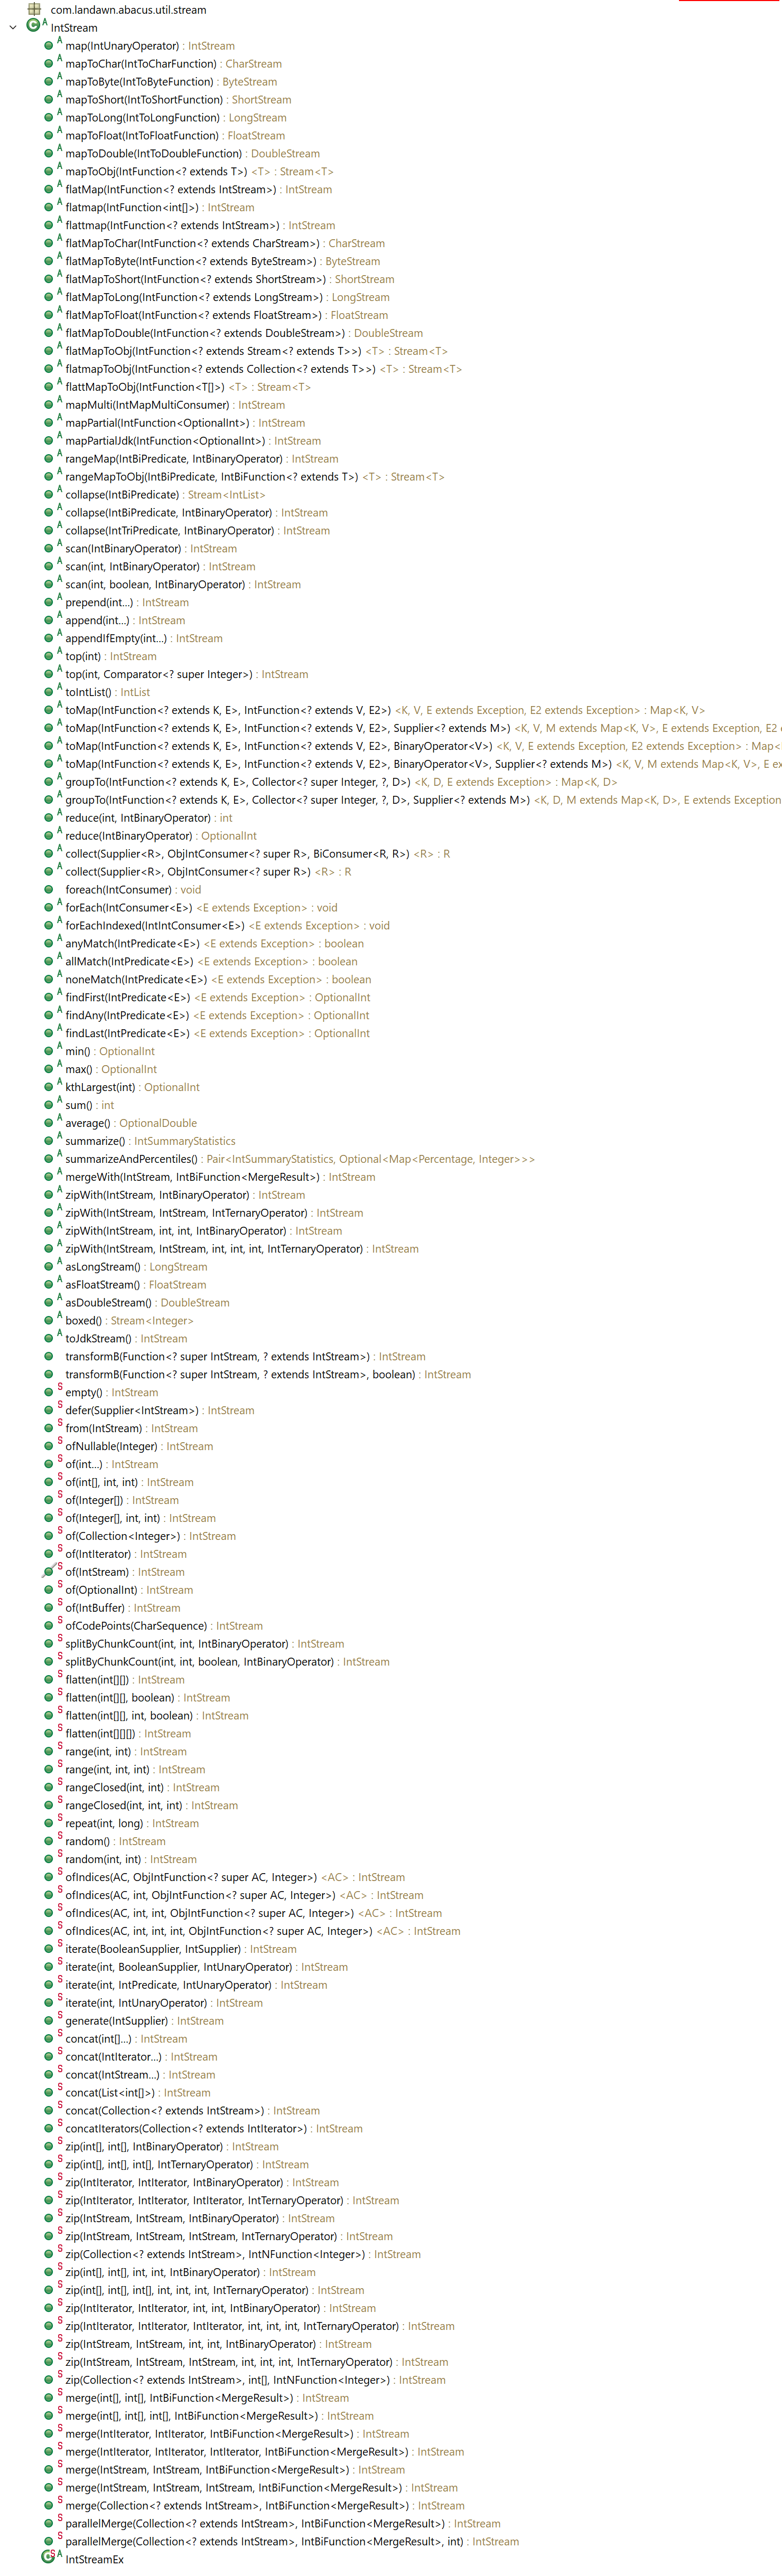 com.landawn.abacus.util.stream
IntStream
map(IntUnaryOperator) : IntStream
mapToChar(IntToCharFunction) : CharStream
mapToByte(IntToByteFunction) : ByteStream
mapToShort(IntToShortFunction) : ShortStream
mapToLong(IntToLongFunction) : LongStream
mapToFloat(IntToFloatFunction) : FloatStream
mapToDouble(IntToDoubleFunction) : DoubleStream
mapToObj(IntFunction<? extends T>) <T> : Stream<T>
flatMap(IntFunction<? extends IntStream>) : IntStream
flatmap(IntFunction<int[]>) : IntStream
flattmap(IntFunction<? extends IntStream>) : IntStream
flatMapToChar(IntFunction<? extends CharStream>) : CharStream
flatMapToByte(IntFunction<? extends ByteStream>) : ByteStream
flatMapToShort(IntFunction<? extends ShortStream>) : ShortStream
flatMapToLong(IntFunction<? extends LongStream>) : LongStream
flatMapToFloat(IntFunction<? extends FloatStream>) : FloatStream
flatMapToDouble(IntFunction<? extends DoubleStream>) : DoubleStream
flatMapToObj(IntFunction<? extends Stream<? extends T>>) <T> : Stream<T>
flatmapToObj(IntFunction<? extends Collection<? extends T>>) <T> : Stream<T>
flattMapToObj(IntFunction<T[]>) <T> : Stream<T>
mapMulti(IntMapMultiConsumer) : IntStream
mapPartial(IntFunction<OptionalInt>) : IntStream
mapPartialJdk(IntFunction<OptionalInt>) : IntStream
rangeMap(IntBiPredicate, IntBinaryOperator) : IntStream
rangeMapToObj(IntBiPredicate, IntBiFunction<? extends T>) <T> : Stream<T>
collapse(IntBiPredicate) : Stream<IntList>
collapse(IntBiPredicate, IntBinaryOperator) : IntStream
collapse(IntTriPredicate, IntBinaryOperator) : IntStream
scan(IntBinaryOperator) : IntStream
scan(int, IntBinaryOperator) : IntStream
scan(int, boolean, IntBinaryOperator) : IntStream
prepend(int...) : IntStream
append(int...) : IntStream
appendIfEmpty(int...) : IntStream
top(int) : IntStream
top(int, Comparator<? super Integer>) : IntStream
toIntList() : IntList
toMap(IntFunction<? extends K, E>, IntFunction<? extends V, E2>) <K, V, E extends Exception, E2 extends Exception> : Map<K, V>
toMap(IntFunction<? extends K, E>, IntFunction<? extends V, E2>, Supplier<? extends M>) <K, V, M extends Map<K, V>, E extends Exception, E2
toMap(IntFunction<? extends K, E>, IntFunction<? extends V, E2>, BinaryOperator<V>) <K, V, E extends Exception, E2 extends Exception> : Map<
toMap(IntFunction<? extends K, E>, IntFunction<? extends V, E2>, BinaryOperator<V>, Supplier<? extends M>) <K, V, M extends Map<K, V>, E
groupTo(IntFunction<? extends K, E>, Collector<? super Integer, ?, D>) <K, D, E extends Exception> : Map<K, D>
groupTo(IntFunction<? extends K, E>, Collector<? super Integer, ?, D>, Supplier<? extends M>) <K, D, M extends Map<K, D>, E extends Exception
reduce(int, IntBinaryOperator) : int
reduce(IntBinaryOperator) : OptionalInt
collect(Supplier<R>, ObjIntConsumer<? super R>, BiConsumer<R, R>) <R> : R
collect(Supplier<R>, ObjIntConsumer<? super R>) <R> : R
foreach(IntConsumer) : void
forEach(IntConsumer<E>) <E extends Exception> : void
forEachIndexed(IntIntConsumer<E>) <E extends Exception> : void
anyMatch(IntPredicate<E>) <E extends Exception> : boolean
allMatch(IntPredicate<E>) <E extends Exception> : boolean
noneMatch(IntPredicate<E>) <E extends Exception> : boolean
findFirst(IntPredicate<E>) <E extends Exception> : OptionalInt
findAny(IntPredicate<E>) <E extends Exception> : OptionalInt
findLast(IntPredicate<E>) <E extends Exception> : OptionalInt
min() : OptionalInt
max() : OptionalInt
kthLargest(int) : OptionalInt
sum() : int
average() : OptionalDouble
summarize() : IntSummaryStatistics
summarizeAndPercentiles() : Pair<IntSummaryStatistics, Optional<Map<Percentage, Integer>>>
mergeWith(IntStream, IntBiFunction<MergeResult>) : IntStream
zipWith(IntStream, IntBinaryOperator) : IntStream
zipWith(IntStream, IntStream, IntTernaryOperator) : IntStream
zipWith(IntStream, int, int, IntBinaryOperator) : IntStream
zipWith(IntStream, IntStream, int, int, int, IntTernaryOperator) : IntStream
asLongStream() : LongStream
asFloatStream() : FloatStream
asDoubleStream() : DoubleStream
boxed() : Stream<Integer>
toJdkStream() : IntStream
transformB(Function<? super IntStream, ? extends IntStream>) : IntStream
transformB(Function<? super IntStream, ? extends IntStream>, boolean) : IntStream
empty() : IntStream
defer(Supplier<IntStream>) : IntStream
from(IntStream) : IntStream
ofNullable(Integer) : IntStream
of(int...) : IntStream
of(int[], int, int) : IntStream
of(Integer[]) : IntStream
of(Integer[], int, int) : IntStream
of(Collection<Integer>) : IntStream
of(IntIterator) : IntStream
of(IntStream) : IntStream
of(OptionalInt) : IntStream
of(IntBuffer) : IntStream
ofCodePoints(CharSequence) : IntStream
splitByChunkCount(int, int, IntBinaryOperator) : IntStream
splitByChunkCount(int, int, boolean, IntBinaryOperator) : IntStream
flatten(int[][]) : IntStream
flatten(int[][], boolean) : IntStream
flatten(int[][], int, boolean) : IntStream
flatten(int[][][]) : IntStream
range(int, int) : IntStream
range(int, int, int) : IntStream
rangeClosed(int, int) : IntStream
rangeClosed(int, int, int) : IntStream
repeat(int, long) : IntStream
random() : IntStream
random(int, int) : IntStream
ofIndices(AC, ObjIntFunction<? super AC, Integer>) <AC> : IntStream
ofIndices(AC, int, ObjIntFunction<? super AC, Integer>) <AC> : IntStream
ofIndices(AC, int, int, ObjIntFunction<? super AC, Integer>) <AC> : IntStream
ofIndices(AC, int, int, int, ObjIntFunction<? super AC, Integer>) <AC> : IntStream
iterate(BooleanSupplier, IntSupplier) : IntStream
iterate(int, BooleanSupplier, IntUnaryOperator) : IntStream
iterate(int, IntPredicate, IntUnaryOperator) : IntStream
iterate(int, IntUnaryOperator) : IntStream
generate(IntSupplier) : IntStream
concat(int[]...) : IntStream
concat(IntIterator...) : IntStream
concat(IntStream...) : IntStream
concat(List<int[]>) : IntStream
concat(Collection<? extends IntStream>) : IntStream
concatIterators(Collection<? extends IntIterator>) : IntStream
zip(int[], int[], IntBinaryOperator) : IntStream
zip(int[], int[], int[], IntTernaryOperator) : IntStream
zip(IntIterator, IntIterator, IntBinaryOperator) : IntStream
zip(IntIterator, IntIterator, IntIterator, IntTernaryOperator) : IntStream
zip(IntStream, IntStream, IntBinaryOperator) : IntStream
zip(IntStream, IntStream, IntStream, IntTernaryOperator) : IntStream
zip(Collection<? extends IntStream>, IntNFunction<Integer>) : IntStream
zip(int[], int[], int, int, IntBinaryOperator) : IntStream
zip(int[], int[], int[], int, int, int, IntTernaryOperator) : IntStream
zip(IntIterator, IntIterator, int, int, IntBinaryOperator) : IntStream
zip(IntIterator, IntIterator, IntIterator, int, int, int, IntTernaryOperator) : IntStream
zip(IntStream, IntStream, int, int, IntBinaryOperator) : IntStream
zip(IntStream, IntStream, IntStream, int, int, int, IntTernaryOperator) : IntStream
zip(Collection<? extends IntStream>, int[], IntNFunction<Integer>) : IntStream
merge(int[], int[], IntBiFunction<MergeResult>) : IntStream
merge(int[], int[], int[], IntBiFunction<MergeResult>) : IntStream
merge(IntIterator, IntIterator, IntBiFunction<MergeResult>) : IntStream
merge(IntIterator, IntIterator, IntIterator, IntBiFunction<MergeResult>) : IntStream
merge(IntStream, IntStream, IntBiFunction<MergeResult>) : IntStream
merge(IntStream, IntStream, IntStream, IntBiFunction<MergeResult>) : IntStream
merge(Collection<? extends IntStream>, IntBiFunction<MergeResult>) : IntStream
parallelMerge(Collection<? extends IntStream>, IntBiFunction<MergeResult>) : IntStream
parallelMerge(Collection<? extends IntStream>, IntBiFunction<MergeResult>, int) : IntStream
IntStreamEx